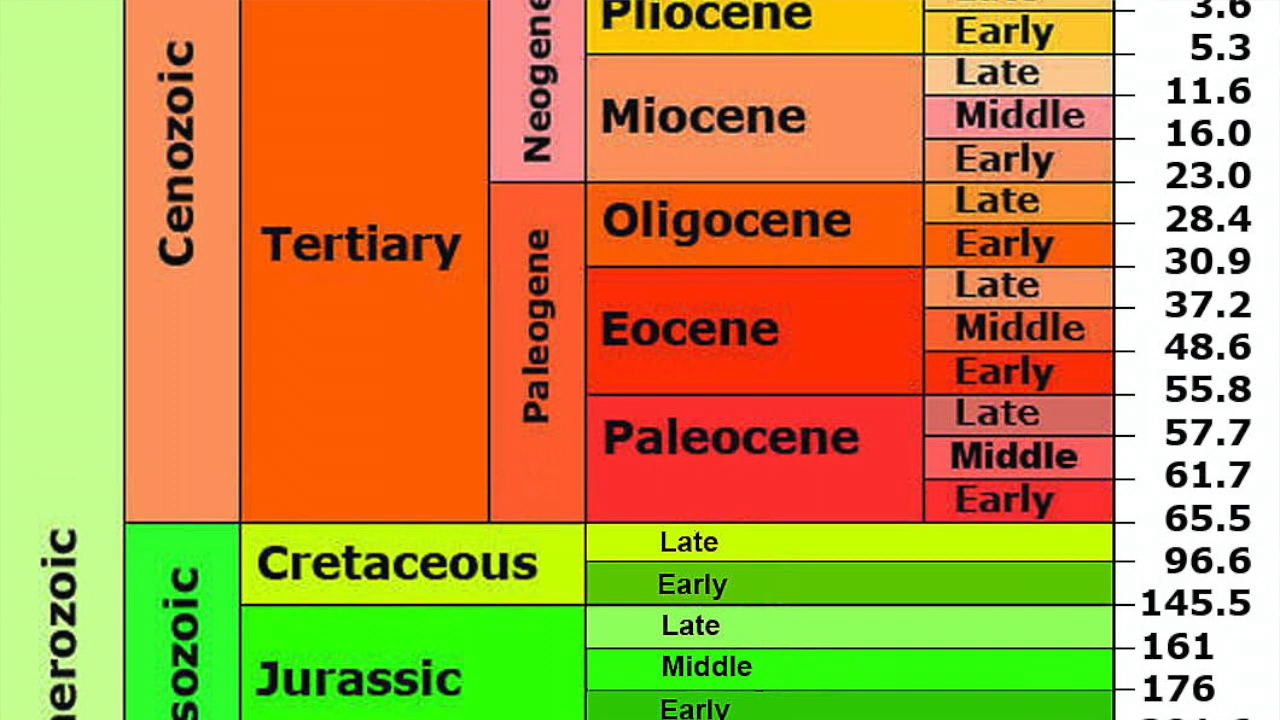 Cenozoic
Tertiary
Neogene
Pliocene
Early
3.6
5.3
Late
11.6
Miocene
Middle
16.0
Early
23.0
Paleogene
Oligocene
Late
28.4
Early
30.9
Eocene
Late
37.2
Middle
48.6
Early
55.8
Paleocene
Late
57.7
Middle
61.7
Early
65.5
nerozoic
sozoic
Cretaceous
Late
96.6
Early
145.5
Jurassic
Late
161
Middle
176
Early